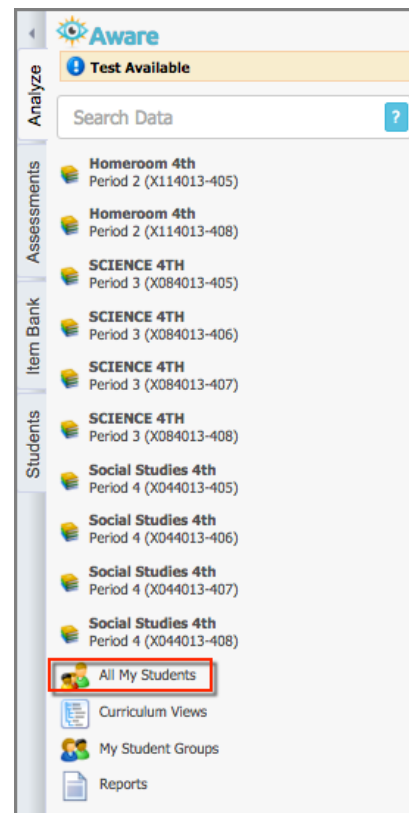 Aware
Test Available
Search Data ?
Analyze
Assessments
Item Bank
Students
Homeroom 4th
Period 2 (X114013-405)
Homeroom 4th
Period 2 (X114013-408)
SCIENCE 4TH
Period 3 (X084013-405)
SCIENCE 4TH
Period 3 (X084013-406)
SCIENCE 4TH
Period 3 (X084013-407)
SCIENCE 4TH
Period 3 (X084013-408)
Social Studies 4th
Period 4 (X044013-405)
Social Studies 4th
Period 4 (X044013-406)
Social Studies 4th
Period 4 (X044013-407)
Social Studies 4th
Period 4 (X044013-408)
All My Students
Curriculum Views
My Student Groups
Reports